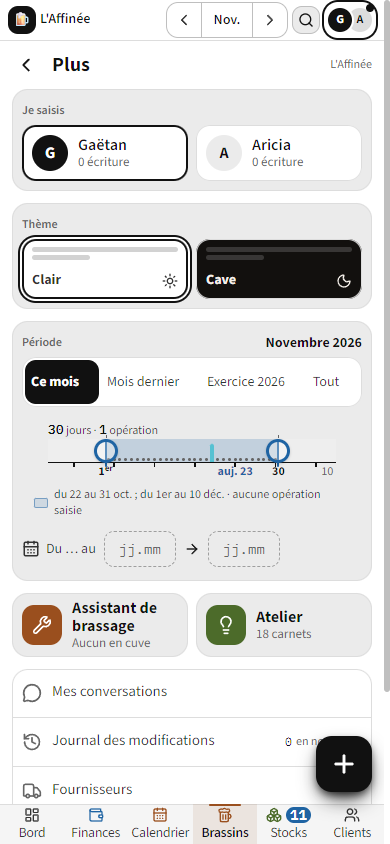 L'Affinée
Nov.
G A
Plus
L'Affinée
Je saisis
G
Gaëtan
0 écriture
A
Aricia
0 écriture
Thème
Clair
Cave
Période
Novembre 2026
Ce mois
Mois dernier
Exercice 2026
Tout
30 jours · 1 opération
1er
auj. 23
30
10
du 22 au 31 oct. ; du 1er au 10 déc. · aucune opération
saisie
Du … au
jj.mm
jj.mm
Assistant de
brassage
Aucun en cuve
Atelier
18 carnets
Mes conversations
Journal des modifications
0 en
Fournisseurs
Bord
Finances
Calendrier
Brassins
11
Stocks
Clients